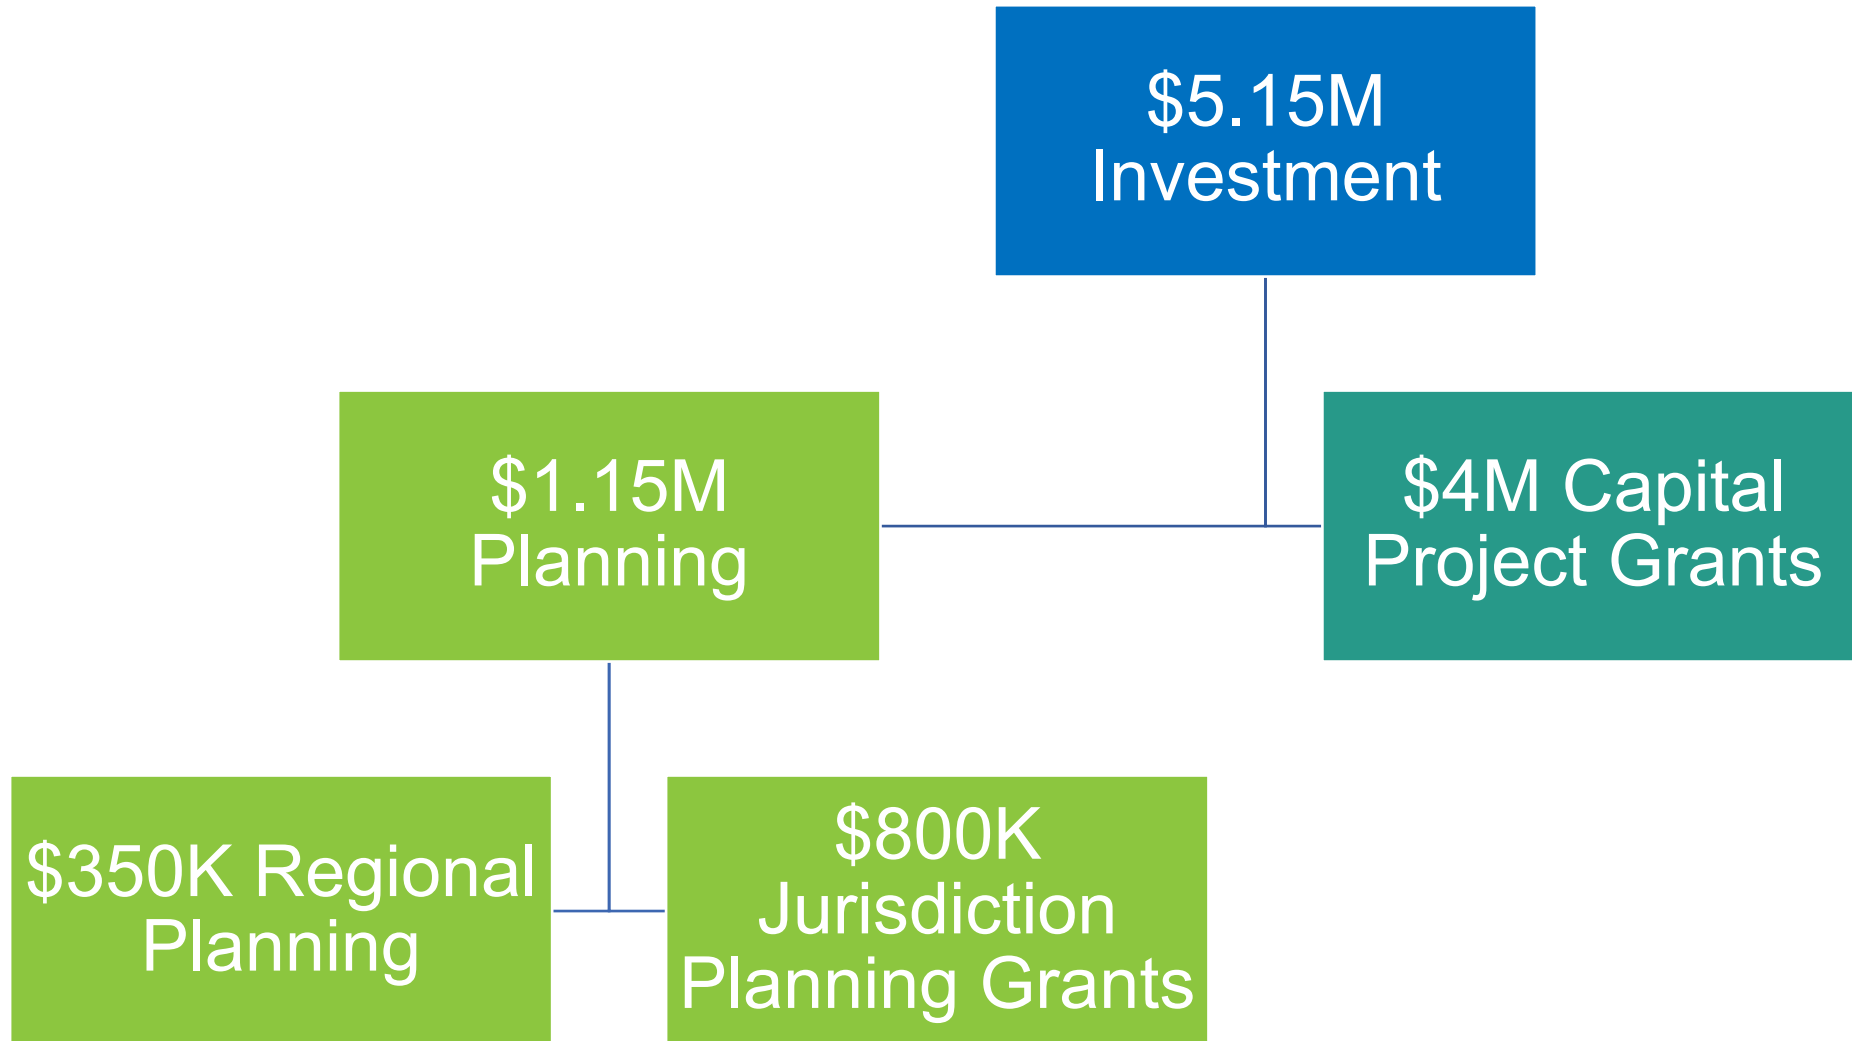 $5.15M
Investment
$1.15M
Planning
$4M Capital
Project Grants
$350K Regional
Planning
$800K
Jurisdiction
Planning Grants